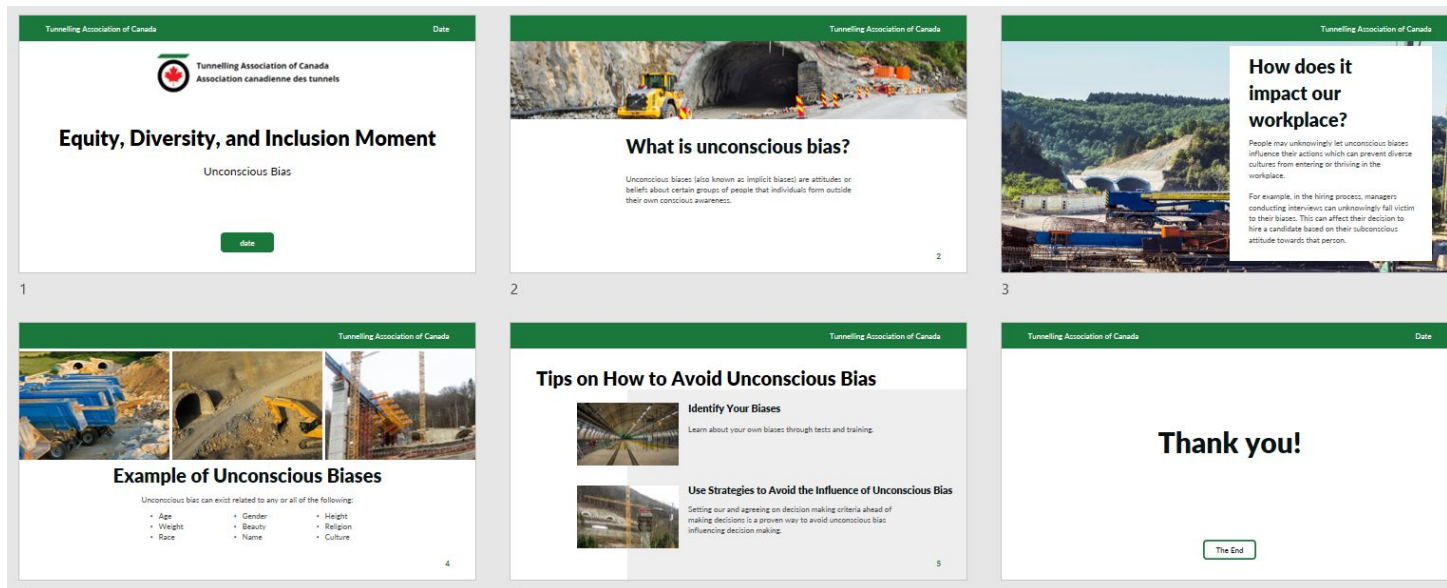 Tunnelling Association of Canada
Date
Tunnelling Association of Canada
Association canadienne des tunnels
Equity, Diversity, and Inclusion Moment
Unconscious Bias
date
1
Tunnelling Association of Canada
What is unconscious bias?
Unconscious biases (also known as implicit biases) are attitudes or
beliefs about certain groups of people that individuals form outside
their own conscious awareness.
2
2
Tunnelling Association of Canada
How does it
impact our
workplace?
People may unknowingly let unconscious biases
influence their actions which can prevent diverse
cultures from entering or thriving in the
workplace.
For example, in the hiring process, managers
conducting interviews can unknowingly fall victim
to their biases. This can affect their decision to
hire a candidate based on their subconscious
attitude towards that person.
3
Tunnelling Association of Canada
Example of Unconscious Biases
Unconscious bias can exist related to any or all of the following:
• Age
• Weight
• Race
• Gender
• Beauty
• Name
• Height
• Religion
• Culture
4
Tunnelling Association of Canada
Tips on How to Avoid Unconscious Bias
Identify Your Biases
Learn about your own biases through tests and training.
Use Strategies to Avoid the Influence of Unconscious Bias
Setting our and agreeing on decision making criteria ahead of
making decisions is a proven way to avoid unconscious bias
influencing decision making.
5
Tunnelling Association of Canada
Date
Thank you!
The End